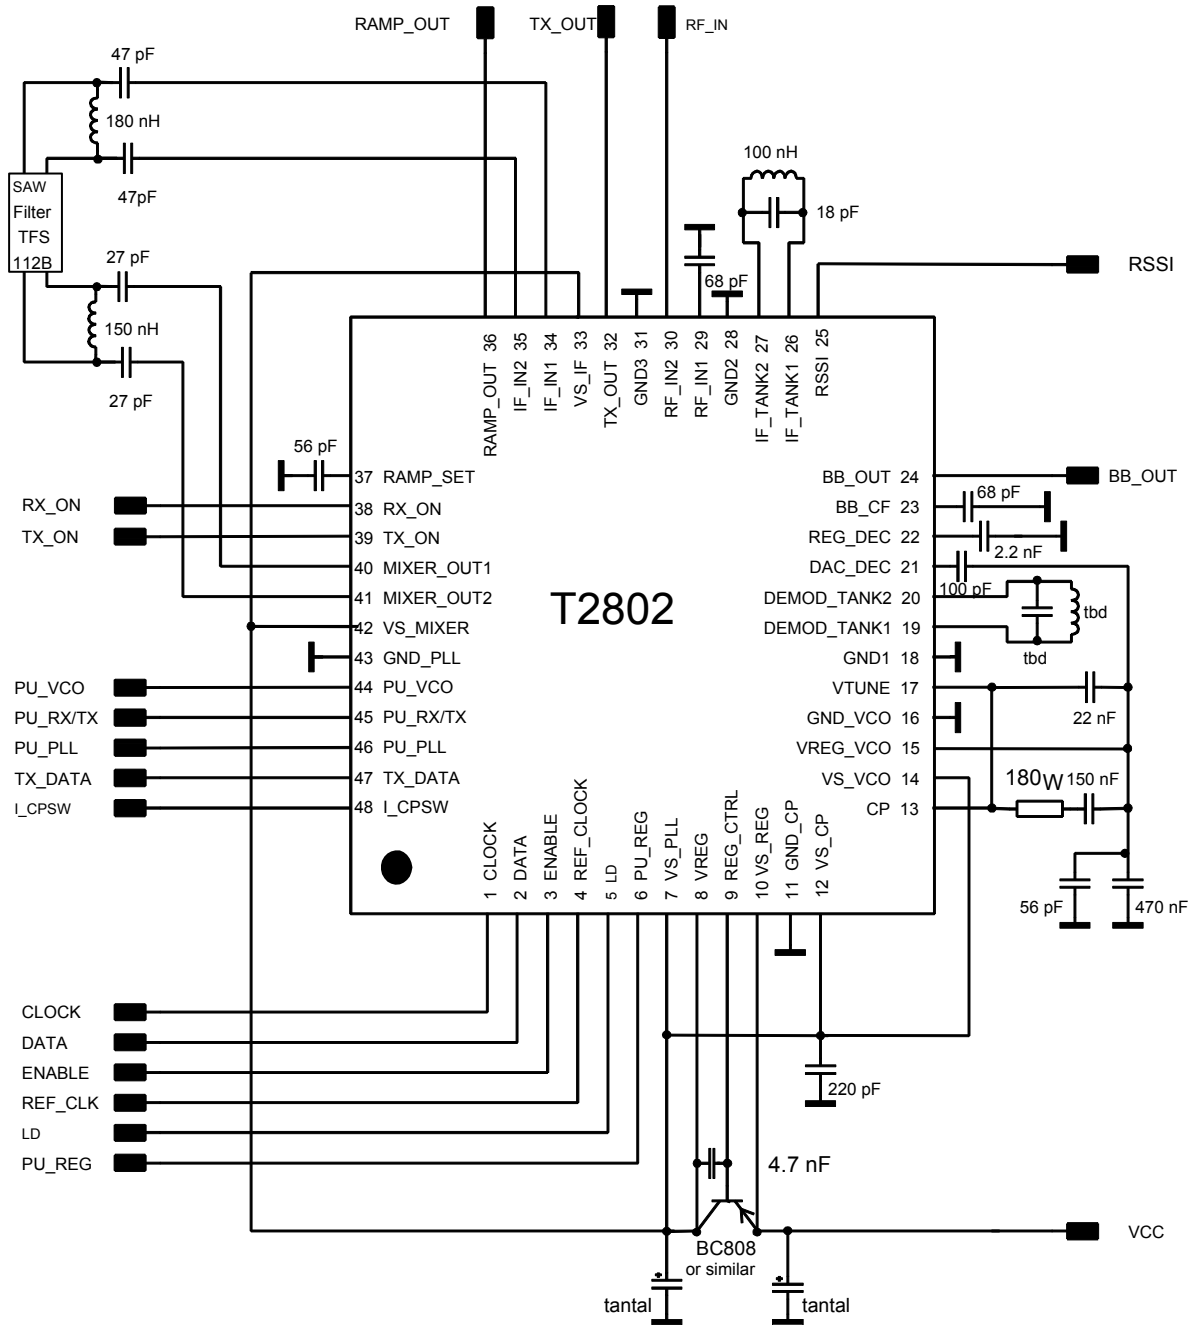 RAMP_OUT
TX_OUT
RF_IN
47 pF
180 nH
47pF
SAW
Filter
TFS
112B
27 pF
150 nH
27 pF
100 nH
18 pF
68 pF
RSSI
RAMP_OUT 36
IF_IN2 35
IF_IN1 34
VS_IF 33
TX_OUT 32
GND3 31
RF_IN2 30
RF_IN1 29
GND2 28
IF_TANK2 27
IF_TANK1 26
RSSI 25
56 pF
37 RAMP_SET
RX_ON
38 RX_ON
TX_ON
39 TX_ON
40 MIXER_OUT1
41 MIXER_OUT2
42 VS_MIXER
43 GND_PLL
PU_VCO
44 PU_VCO
PU_RX/TX
45 PU_RX/TX
PU_PLL
46 PU_PLL
TX_DATA
47 TX_DATA
I_CPSW
48 I_CPSW
T2802
BB_OUT 24
BB_OUT
BB_CF 23
68 pF
REG_DEC 22
2.2 nF
DAC_DEC 21
100 pF
DEMOD_TANK2 20
tbd
DEMOD_TANK1 19
tbd
GND1 18
VTUNE 17
22 nF
GND_VCO 16
VREG_VCO 15
VS_VCO 14
180W
150 nF
CP 13
56 pF
470 nF
1 CLOCK
2 DATA
3 ENABLE
4 REF_CLOCK
5 LD
6 PU_REG
7 VS_PLL
8 VREG
9 REG_CTRL
10 VS_REG
11 GND_CP
12 VS_CP
CLOCK
DATA
ENABLE
REF_CLK
LD
PU_REG
220 pF
4.7 nF
BC808
or similar
VCC
+
tantal
+
tantal